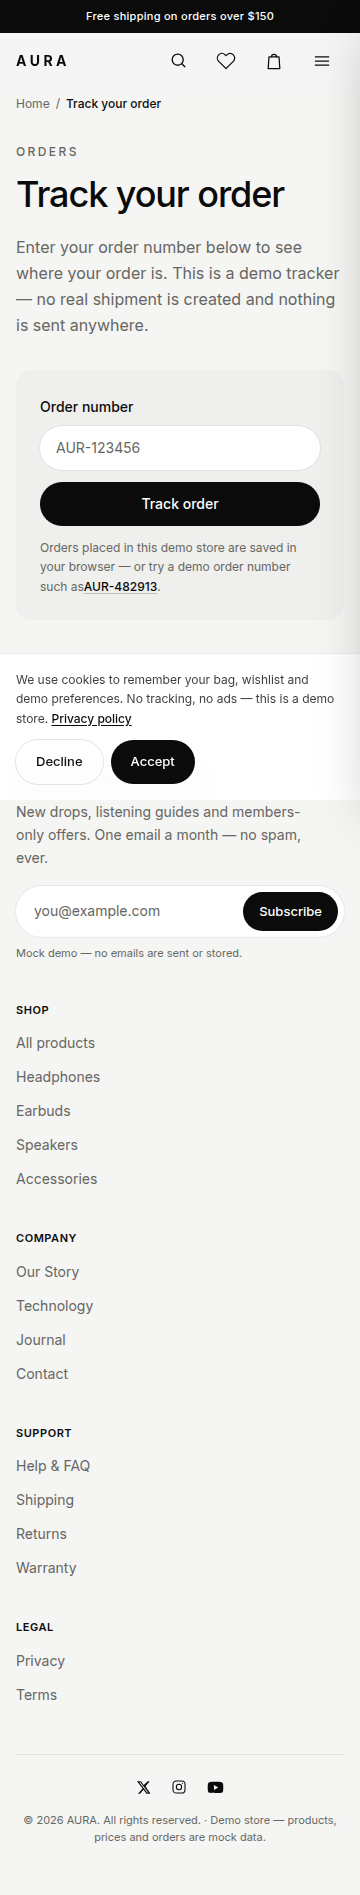 Free shipping on orders over $150
AURA
Home / Track your order
ORDERS
Track your order
Enter your order number below to see
where your order is. This is a demo tracker
— no real shipment is created and nothing
is sent anywhere.
Order number
AUR-123456
Track order
Orders placed in this demo store are saved in
your browser — or try a demo order number
such asAUR-482913.
We use cookies to remember your bag, wishlist and
demo preferences. No tracking, no ads — this is a demo
store. Privacy policy
Decline
Accept
New drops, listening guides and members-
only offers. One email a month — no spam,
ever.
you@example.com
Subscribe
Mock demo — no emails are sent or stored.
SHOP
All products
Headphones
Earbuds
Speakers
Accessories
COMPANY
Our Story
Technology
Journal
Contact
SUPPORT
Help & FAQ
Shipping
Returns
Warranty
LEGAL
Privacy
Terms
© 2026 AURA. All rights reserved. · Demo store — products,
prices and orders are mock data.